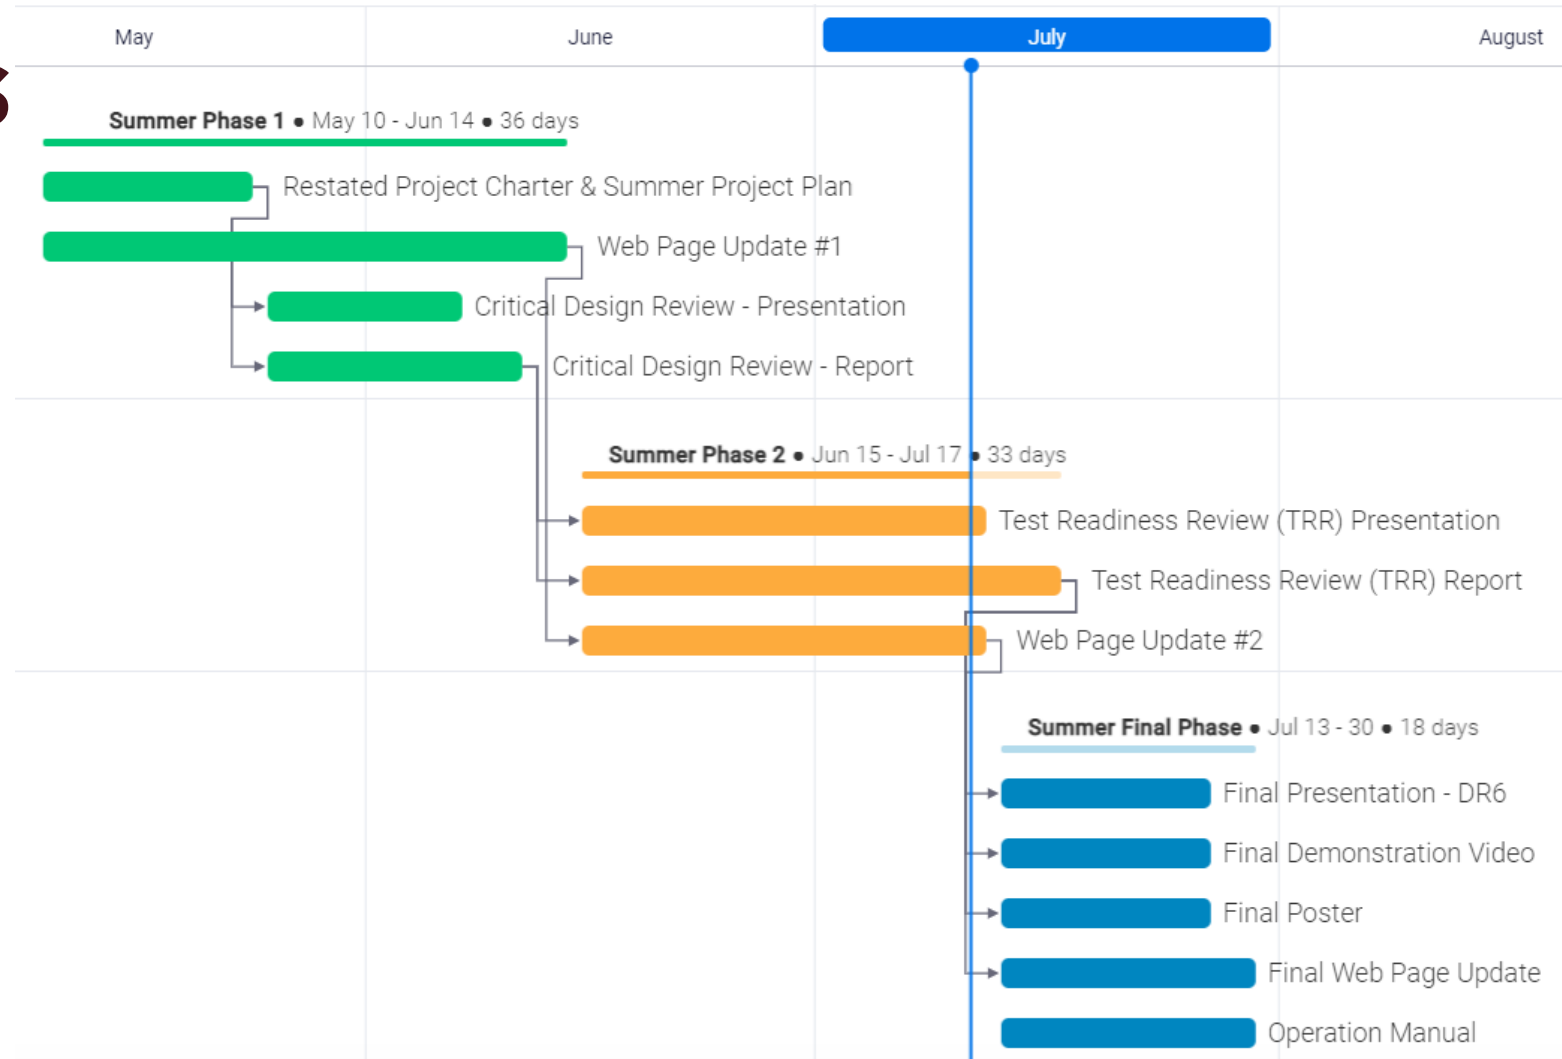 May June July August
s
Summer Phase 1 ● May 10 - Jun 14 ● 36 days
Restated Project Charter & Summer Project Plan
Web Page Update #1
Critical Design Review - Presentation
Critical Design Review - Report
Summer Phase 2 ● Jun 15 - Jul 17 ● 33 days
Test Readiness Review (TRR) Presentation
Test Readiness Review (TRR) Report
Web Page Update #2
Summer Final Phase ● Jul 13 - 30 ● 18 days
Final Presentation - DR6
Final Demonstration Video
Final Poster
Final Web Page Update
Operation Manual